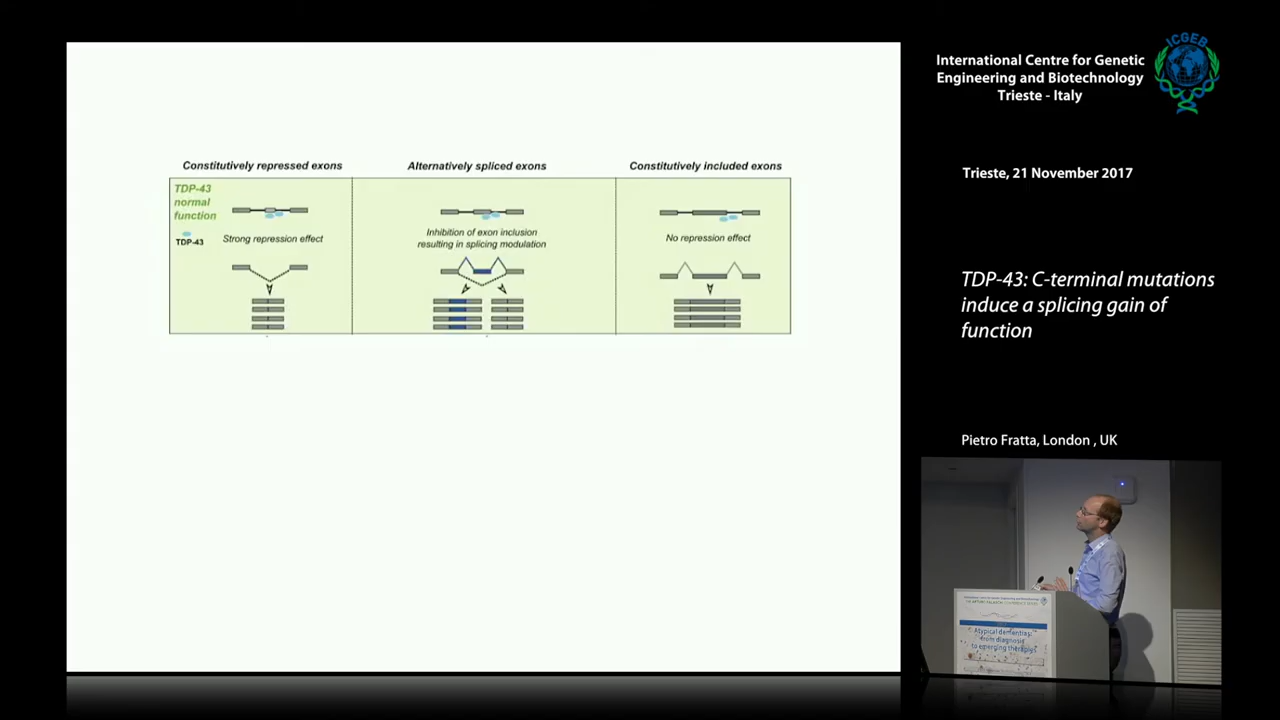 Constitutively repressed exons
Alternatively spliced exons
Constitutively included exons
TDP-43
normal
function
TDP-43
Strong repression effect
Inhibition of exon inclusion
resulting in splicing modulation
No repression effect
ICGEB
International Centre for Genetic
Engineering and Biotechnology
Trieste - Italy
Trieste, 21 November 2017
TDP-43: C-terminal mutations
induce a splicing gain of
function
Pietro Fratta, London , UK
Atypical dementias:
from diagnosis
to emerging therapies